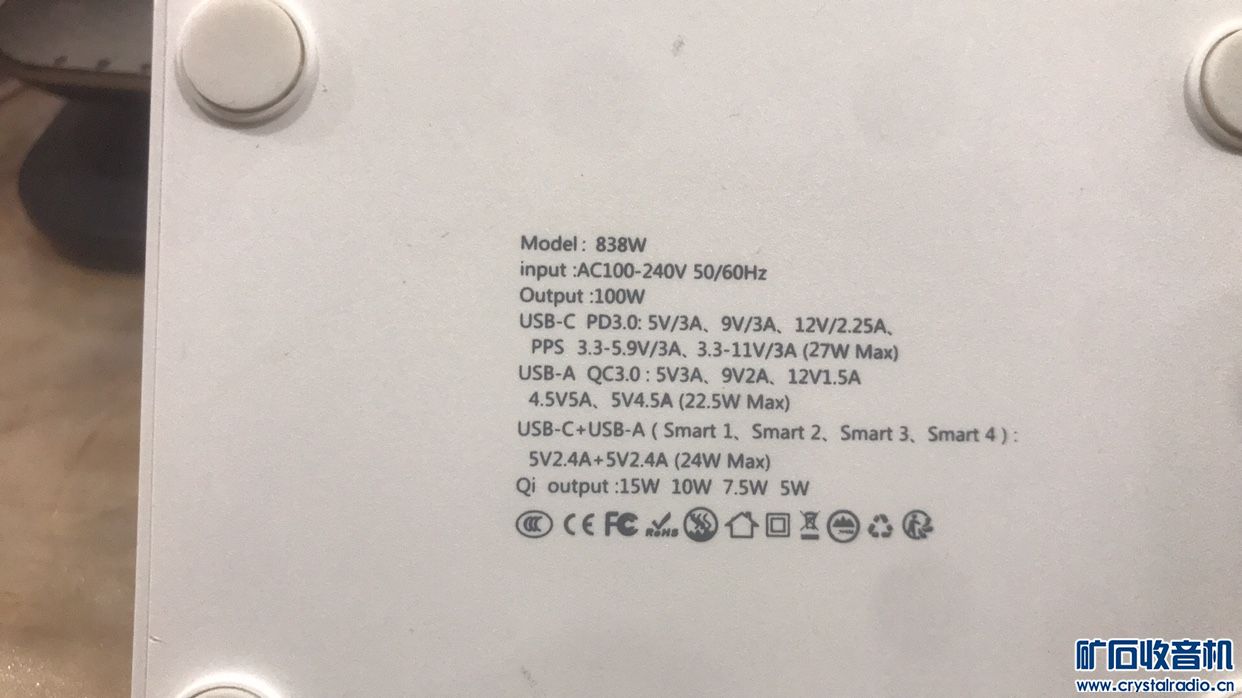 Model : 838W
input :AC100-240V 50/60Hz
Output :100W
USB-C PD3.0: 5V/3A、9V/3A、12V/2.25A、
PPS 3.3-5.9V/3A、3.3-11V/3A (27W Max)
USB-A QC3.0 : 5V3A、9V2A、12V1.5A
4.5V5A、5V4.5A (22.5W Max)
USB-C+USB-A ( Smart 1、Smart 2、Smart 3、Smart 4 ) :
5V2.4A+5V2.4A (24W Max)
Qi output :15W 10W 7.5W 5W
CCC CE FC RoHS
矿石收音机
www.crystalradio.cn